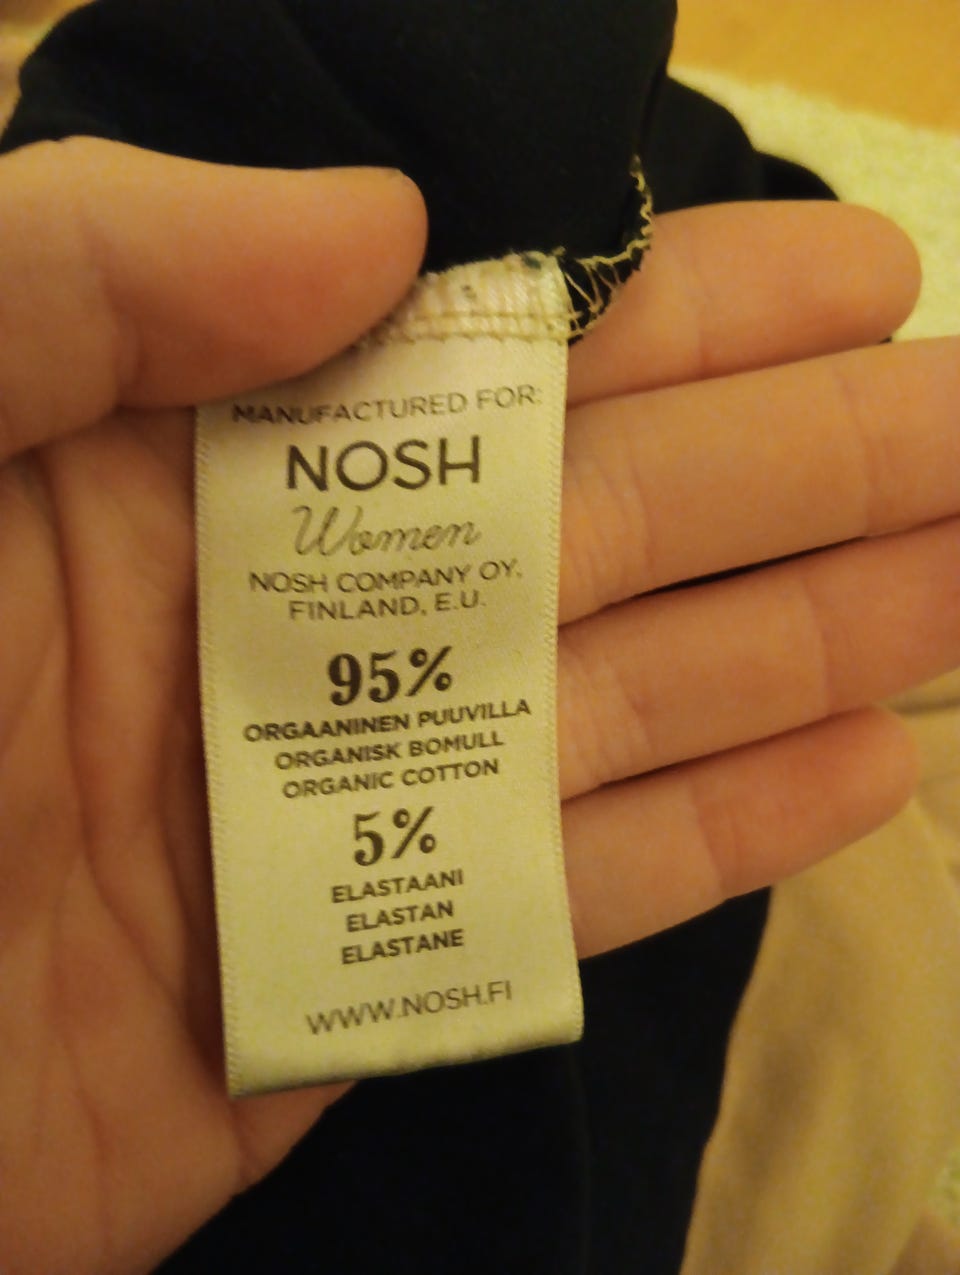 MANUFACTURED FOR:
NOSH
Women
NOSH COMPANY OY,
FINLAND, E.U.
95%
ORGAANINEN PUUVILLA
ORGANISK BOMULL
ORGANIC COTTON
5%
ELASTAANI
ELASTAN
ELASTANE
WWW.NOSH.FI